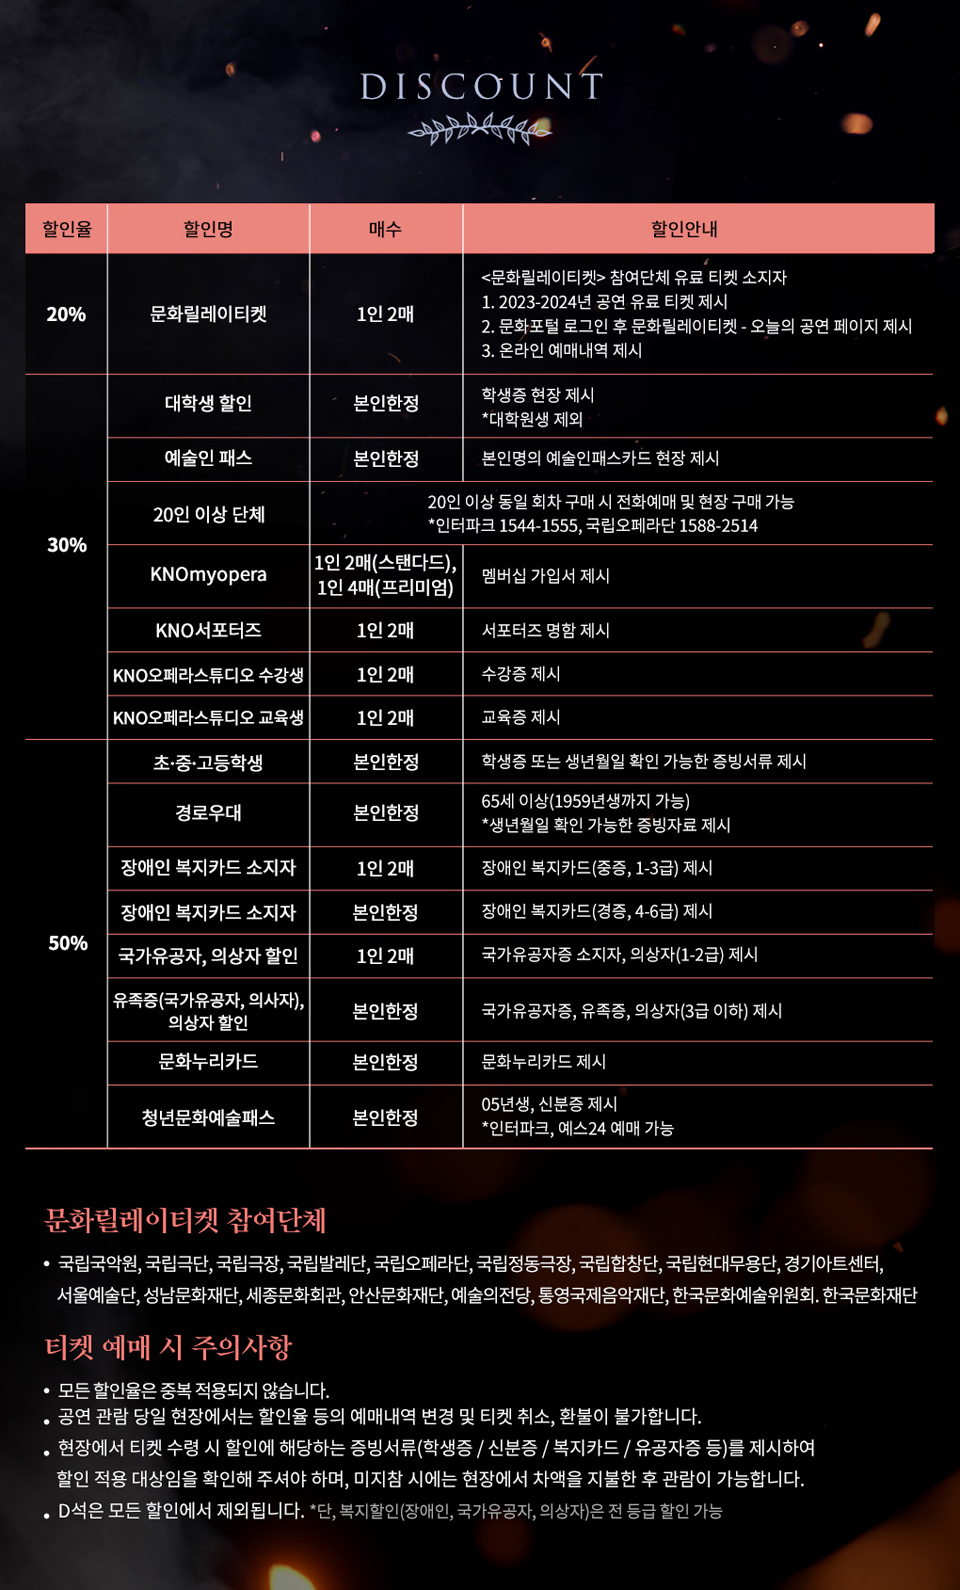 DISCOUNT
할인율 할인명 매수 할인안내
20% 문화릴레이티켓 1인 2매
<문화릴레이티켓> 참여단체 유료 티켓 소지자
1. 2023-2024년 공연 유료 티켓 제시
2. 문화포털 로그인 후 문화릴레이티켓 - 오늘의 공연 페이지 제시
3. 온라인 예매내역 제시
30%
대학생 할인 본인한정
학생증 현장 제시
*대학원생 제외
예술인 패스 본인한정 본인명의 예술인패스카드 현장 제시
20인 이상 단체
20인 이상 동일 회차 구매 시 전화예매 및 현장 구매 가능
*인터파크 1544-1555, 국립오페라단 1588-2514
KNOmyopera
1인 2매(스탠다드),
1인 4매(프리미엄)
멤버십 가입서 제시
KNO서포터즈 1인 2매 서포터즈 명함 제시
KNO오페라스튜디오 수강생 1인 2매 수강증 제시
KNO오페라스튜디오 교육생 1인 2매 교육증 제시
50%
초·중·고등학생 본인한정 학생증 또는 생년월일 확인 가능한 증빙서류 제시
경로우대 본인한정
65세 이상(1959년생까지 가능)
*생년월일 확인 가능한 증빙자료 제시
장애인 복지카드 소지자 1인 2매 장애인 복지카드(중증, 1-3급) 제시
장애인 복지카드 소지자 본인한정 장애인 복지카드(경증, 4-6급) 제시
국가유공자, 의상자 할인 1인 2매 국가유공자증 소지자, 의상자(1-2급) 제시
유족증(국가유공자, 의사자),
의상자 할인
본인한정 국가유공자증, 유족증, 의상자(3급 이하) 제시
문화누리카드 본인한정 문화누리카드 제시
청년문화예술패스 본인한정
05년생, 신분증 제시
*인터파크, 예스24 예매 가능
문화릴레이티켓 참여단체
• 국립국악원, 국립극단, 국립극장, 국립발레단, 국립오페라단, 국립정동극장, 국립합창단, 국립현대무용단, 경기아트센터,
서울예술단, 성남문화재단, 세종문화회관, 안산문화재단, 예술의전당, 통영국제음악재단, 한국문화예술위원회. 한국문화재단
티켓 예매 시 주의사항
• 모든 할인율은 중복 적용되지 않습니다.
• 공연 관람 당일 현장에서는 할인율 등의 예매내역 변경 및 티켓 취소, 환불이 불가합니다.
• 현장에서 티켓 수령 시 할인에 해당하는 증빙서류(학생증 / 신분증 / 복지카드 / 유공자증 등)를 제시하여
할인 적용 대상임을 확인해 주셔야 하며, 미지참 시에는 현장에서 차액을 지불한 후 관람이 가능합니다.
• D석은 모든 할인에서 제외됩니다. *단, 복지할인(장애인, 국가유공자, 의상자)은 전 등급 할인 가능